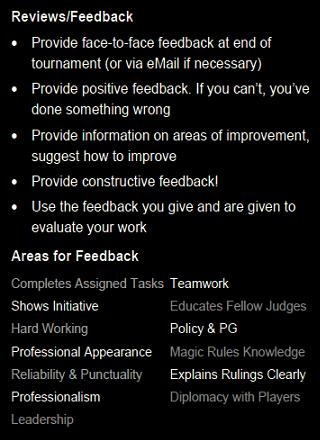 Reviews/Feedback
• Provide face-to-face feedback at end of
tournament (or via eMail if necessary)
• Provide positive feedback. If you can't, you've
done something wrong
• Provide information on areas of improvement,
suggest how to improve
• Provide constructive feedback!
• Use the feedback you give and are given to
evaluate your work
Areas for Feedback
Completes Assigned Tasks Teamwork
Shows Initiative Educates Fellow Judges
Hard Working Policy & PG
Professional Appearance Magic Rules Knowledge
Reliability & Punctuality Explains Rulings Clearly
Professionalism Diplomacy with Players
Leadership